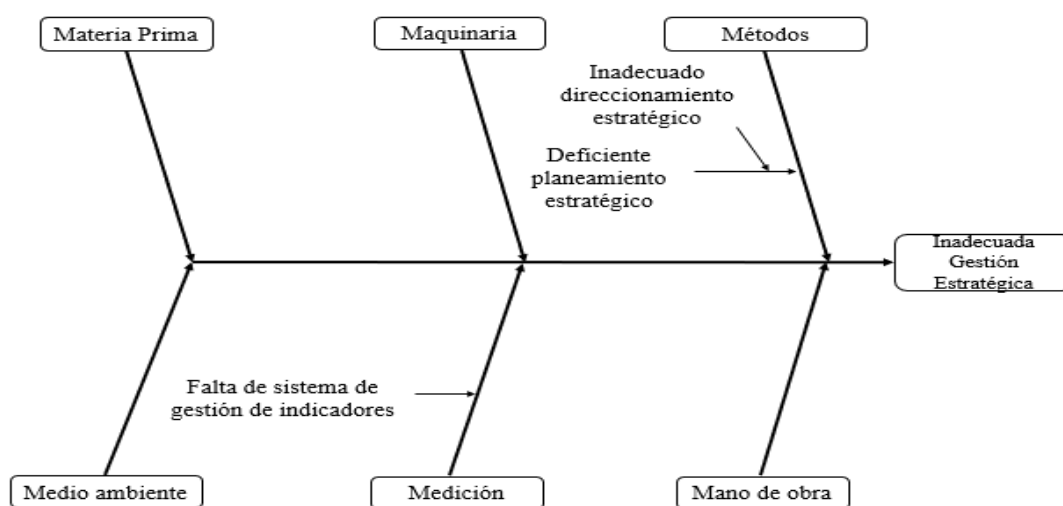 Materia Prima
Maquinaria
Métodos
Inadecuado
direccionamiento
estratégico
Deficiente
planeamiento
estratégico
Inadecuada
Gestión
Estratégica
Falta de sistema de
gestión de indicadores
Medio ambiente
Medición
Mano de obra